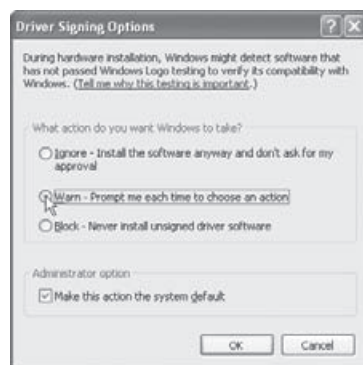 Driver Signing Options
During hardware installation, Windows might detect software that
has not passed Windows Logo testing to verify its compatibility with
Windows. (Tell me why this testing is important.)
What action do you want Windows to take?
Ignore - Install the software anyway and don't ask for my
approval
Warn - Prompt me each time to choose an action
Block - Never install unsigned driver software
Administrator option
Make this action the system default
OK
Cancel